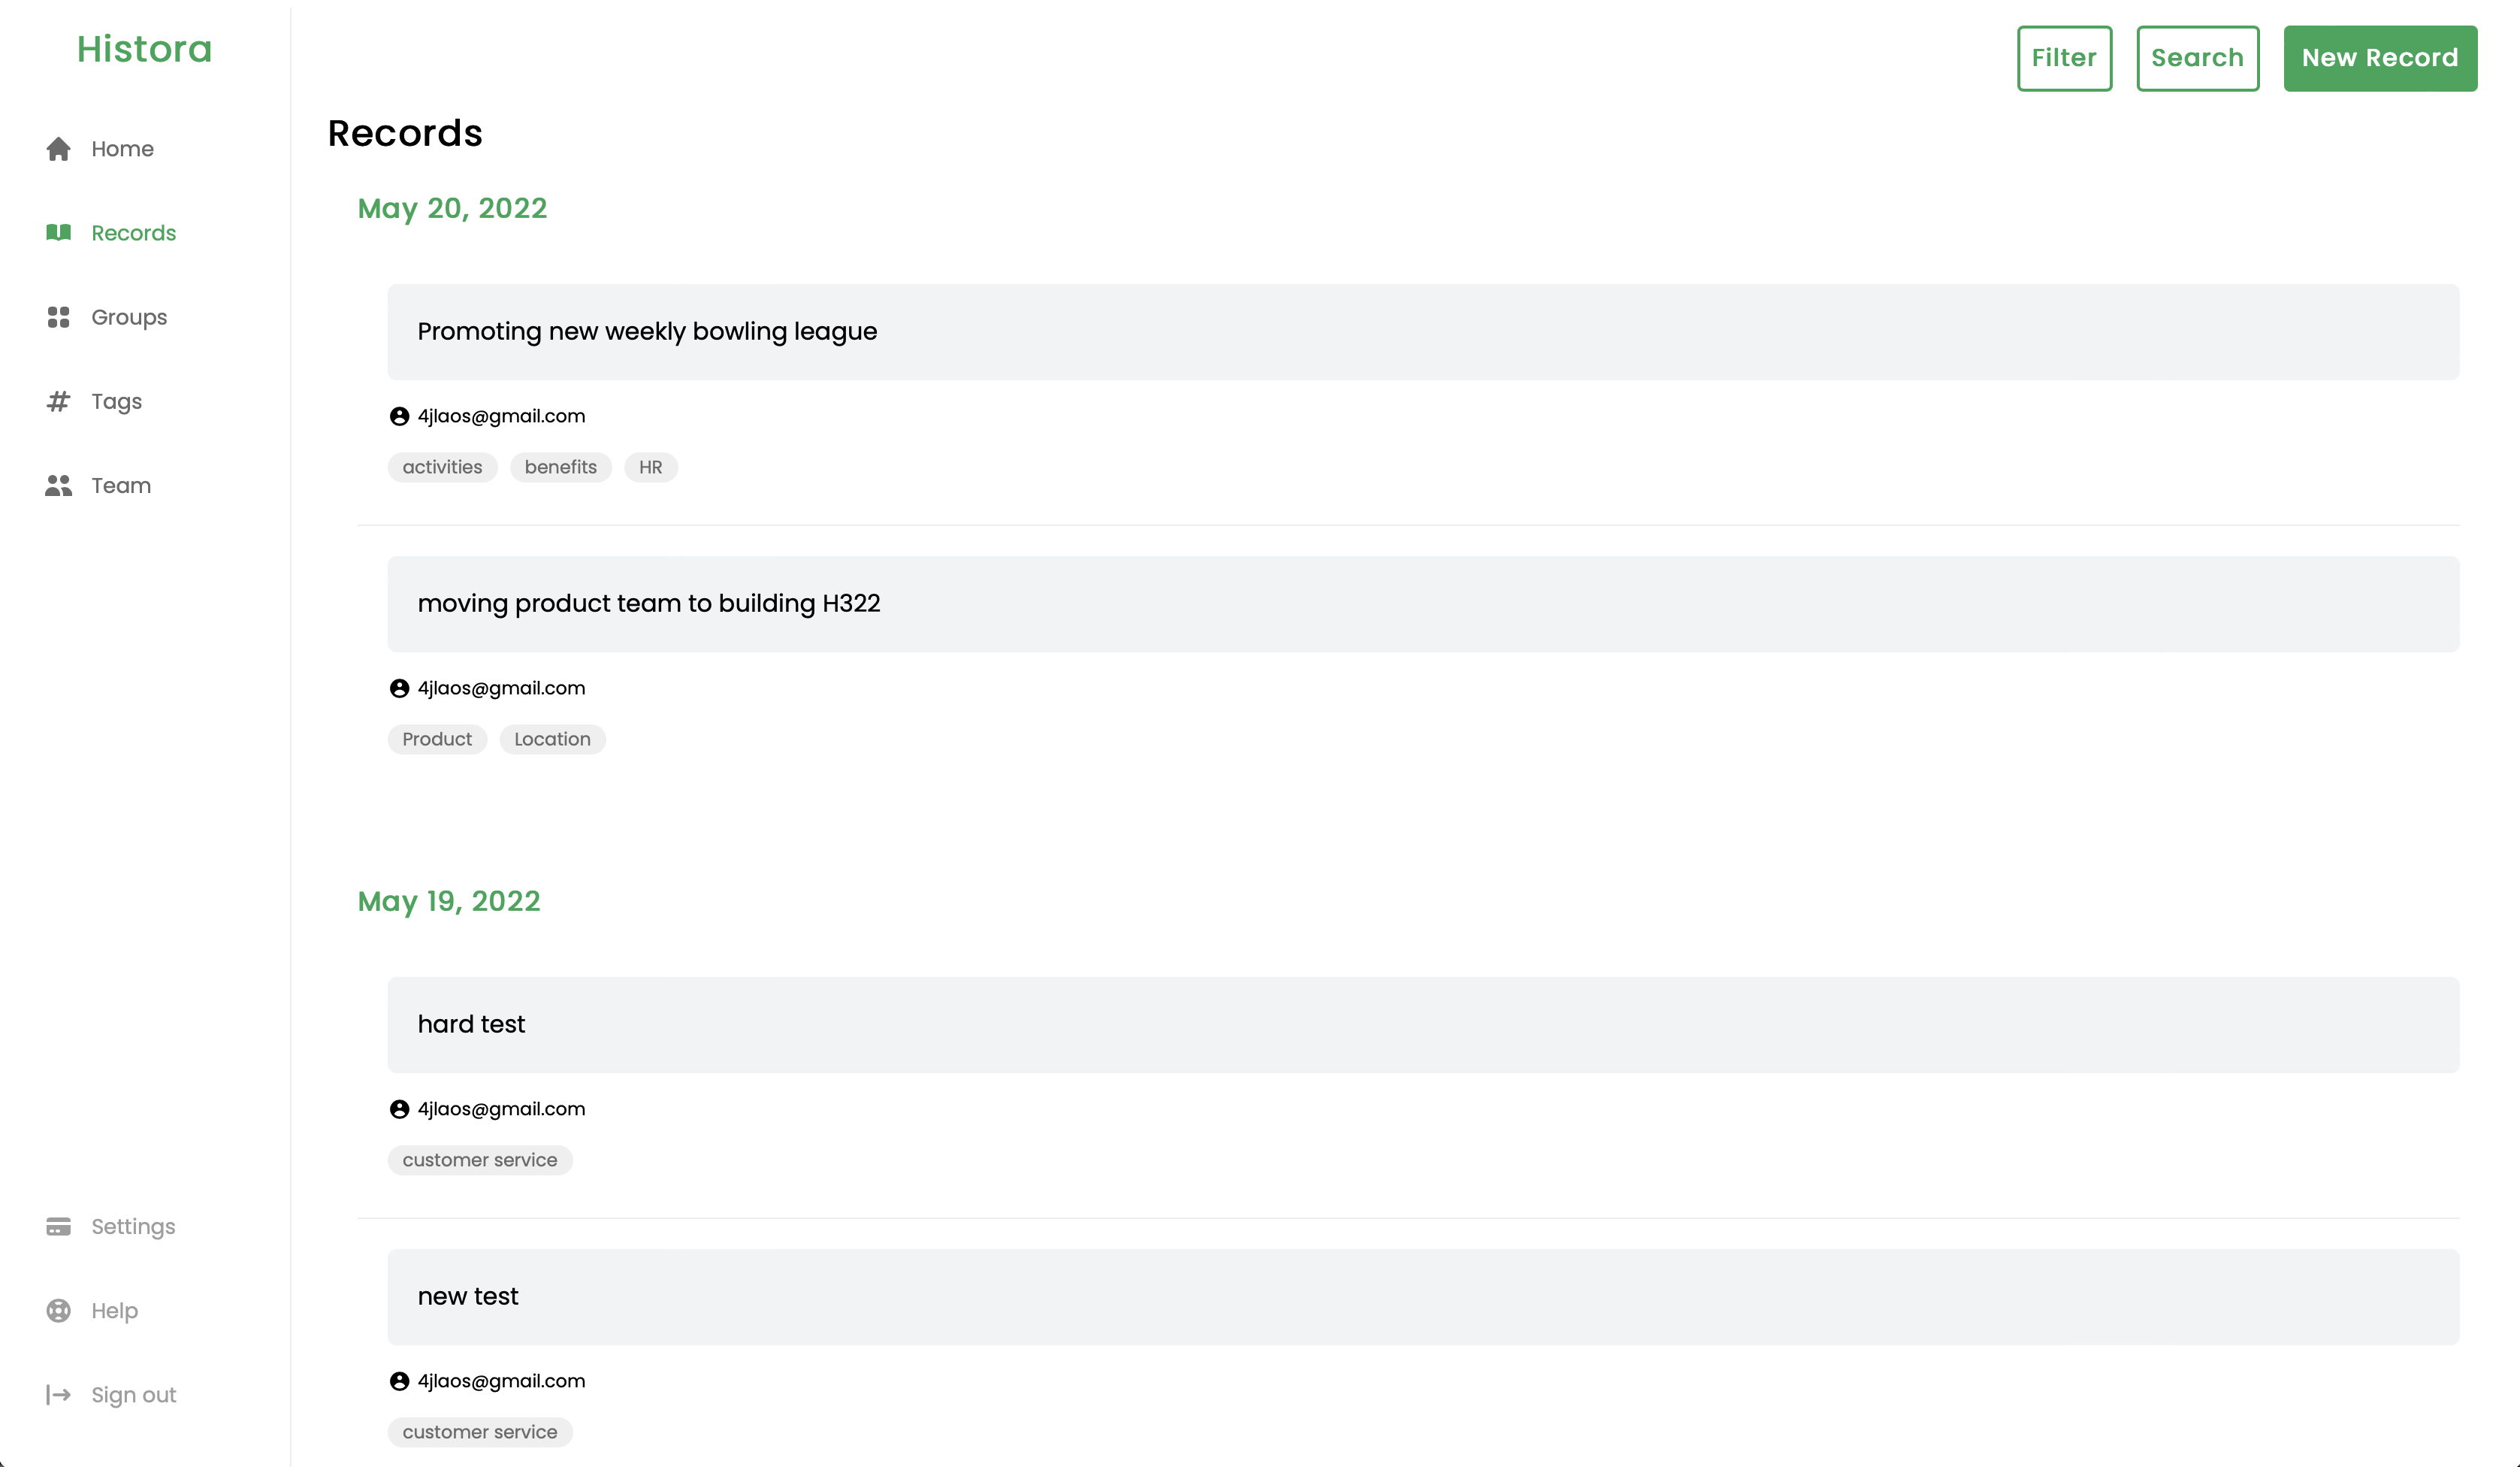 Histora
Home
Records
Groups
Tags
Team
Settings
Help
Sign out
Filter
Search
New Record
Records
May 20, 2022
Promoting new weekly bowling league
4jlaos@gmail.com
activities benefits HR
moving product team to building H322
4jlaos@gmail.com
Product Location
May 19, 2022
hard test
4jlaos@gmail.com
customer service
new test
4jlaos@gmail.com
customer service